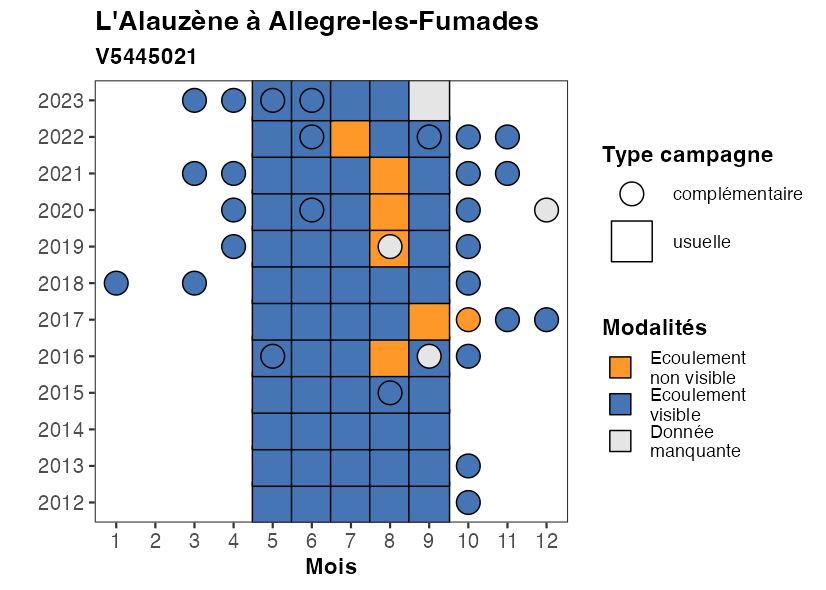 L'Alauzène à Allegre-les-Fumades
V5445021
2023
2022
2021
2020
2019
2018
2017
2016
2015
2014
2013
2012
1 2 3 4 5 6 7 8 9 10 11 12
Mois
Type campagne
complémentaire
usuelle
Modalités
Ecoulement
non visible
Ecoulement
visible
Donnée
manquante